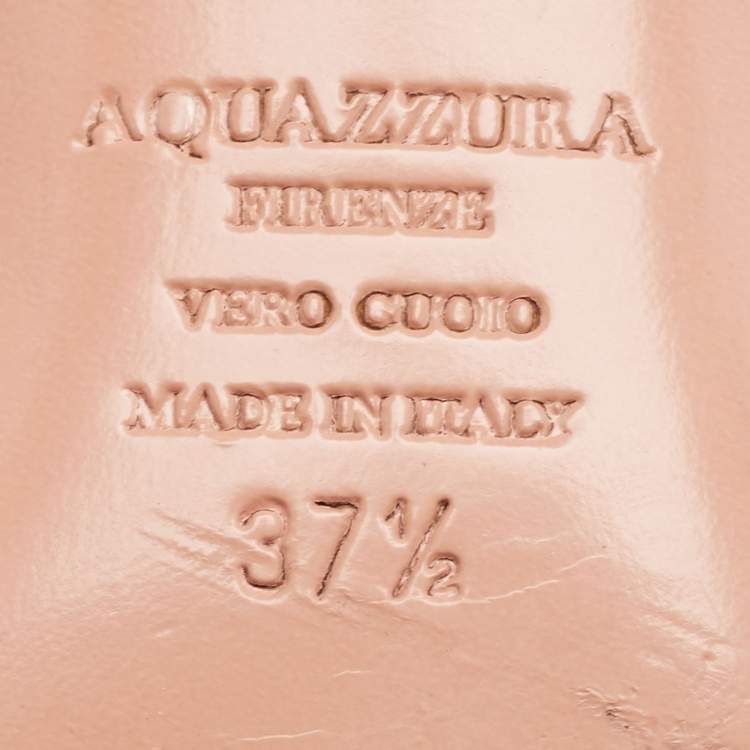 AQUAZZURA
FIRENZE
VERO CUOIO
MADE IN ITALY
37½